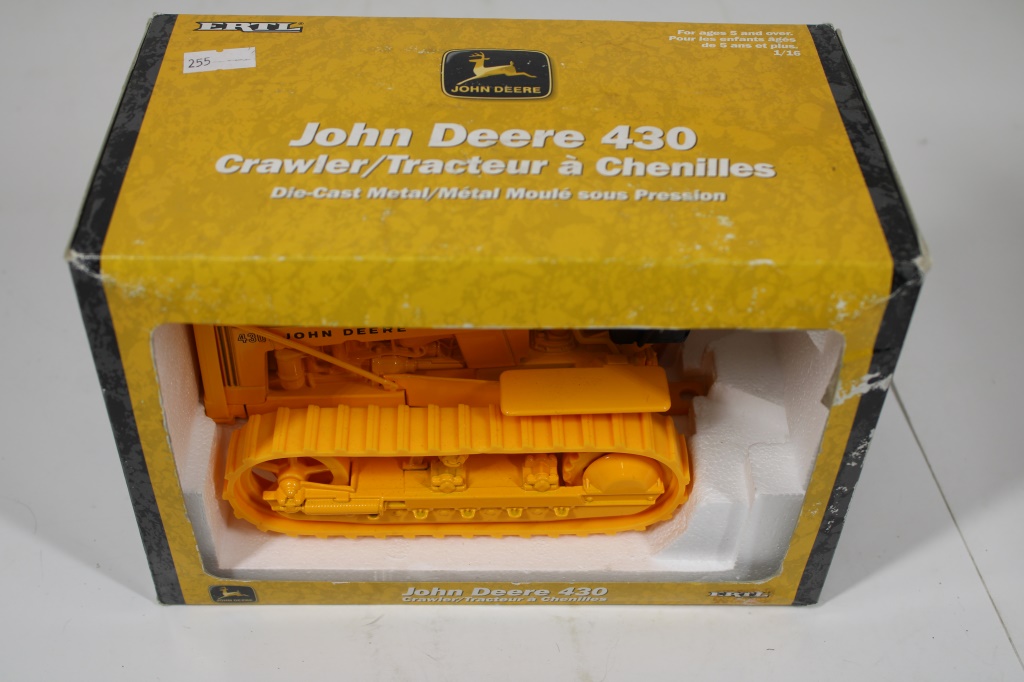 ERTL
255
For ages 5 and over.
Pour les enfants âgés
de 5 ans et plus.
1/16
JOHN DEERE
John Deere 430
Crawler/Tracteur à Chenilles
Die-Cast Metal/Métal Moulé sous Pression
430 JOHN DEERE
John Deere 430
Crawler/Tracteur à Chenilles
ERTL